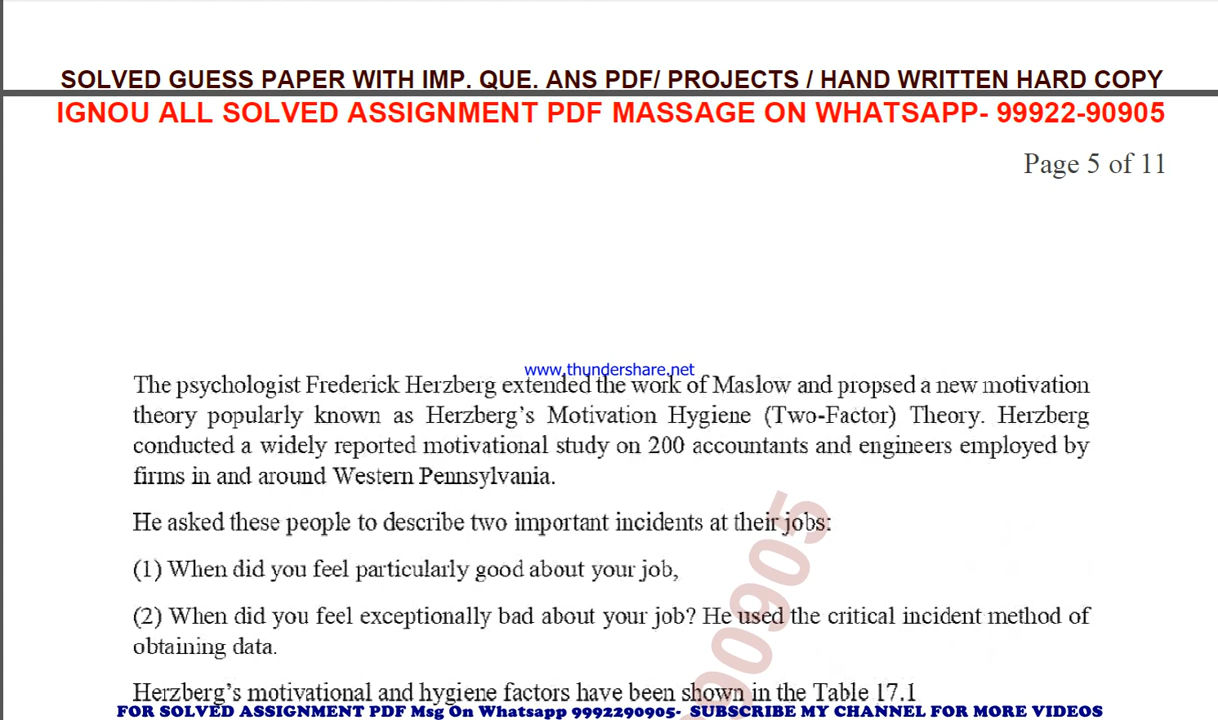 SOLVED GUESS PAPER WITH IMP. QUE. ANS PDF/ PROJECTS / HAND WRITTEN HARD COPY
IGNOU ALL SOLVED ASSIGNMENT PDF MASSAGE ON WHATSAPP- 99922-90905
Page 5 of 11
www.thundershare.net
The psychologist Frederick Herzberg extended the work of Maslow and propsed a new motivation
theory popularly known as Herzberg's Motivation Hygiene (Two-Factor) Theory. Herzberg
conducted a widely reported motivational study on 200 accountants and engineers employed by
firms in and around Western Pennsylvania.
He asked these people to describe two important incidents at their jobs:
(1) When did you feel particularly good about your job,
(2) When did you feel exceptionally bad about your job? He used the critical incident method of
obtaining data.
Herzberg's motivational and hygiene factors have been shown in the Table 17.1
90905
FOR SOLVED ASSIGNMENT PDF Msg On Whatsapp 9992290905- SUBSCRIBE MY CHANNEL FOR MORE VIDEOS